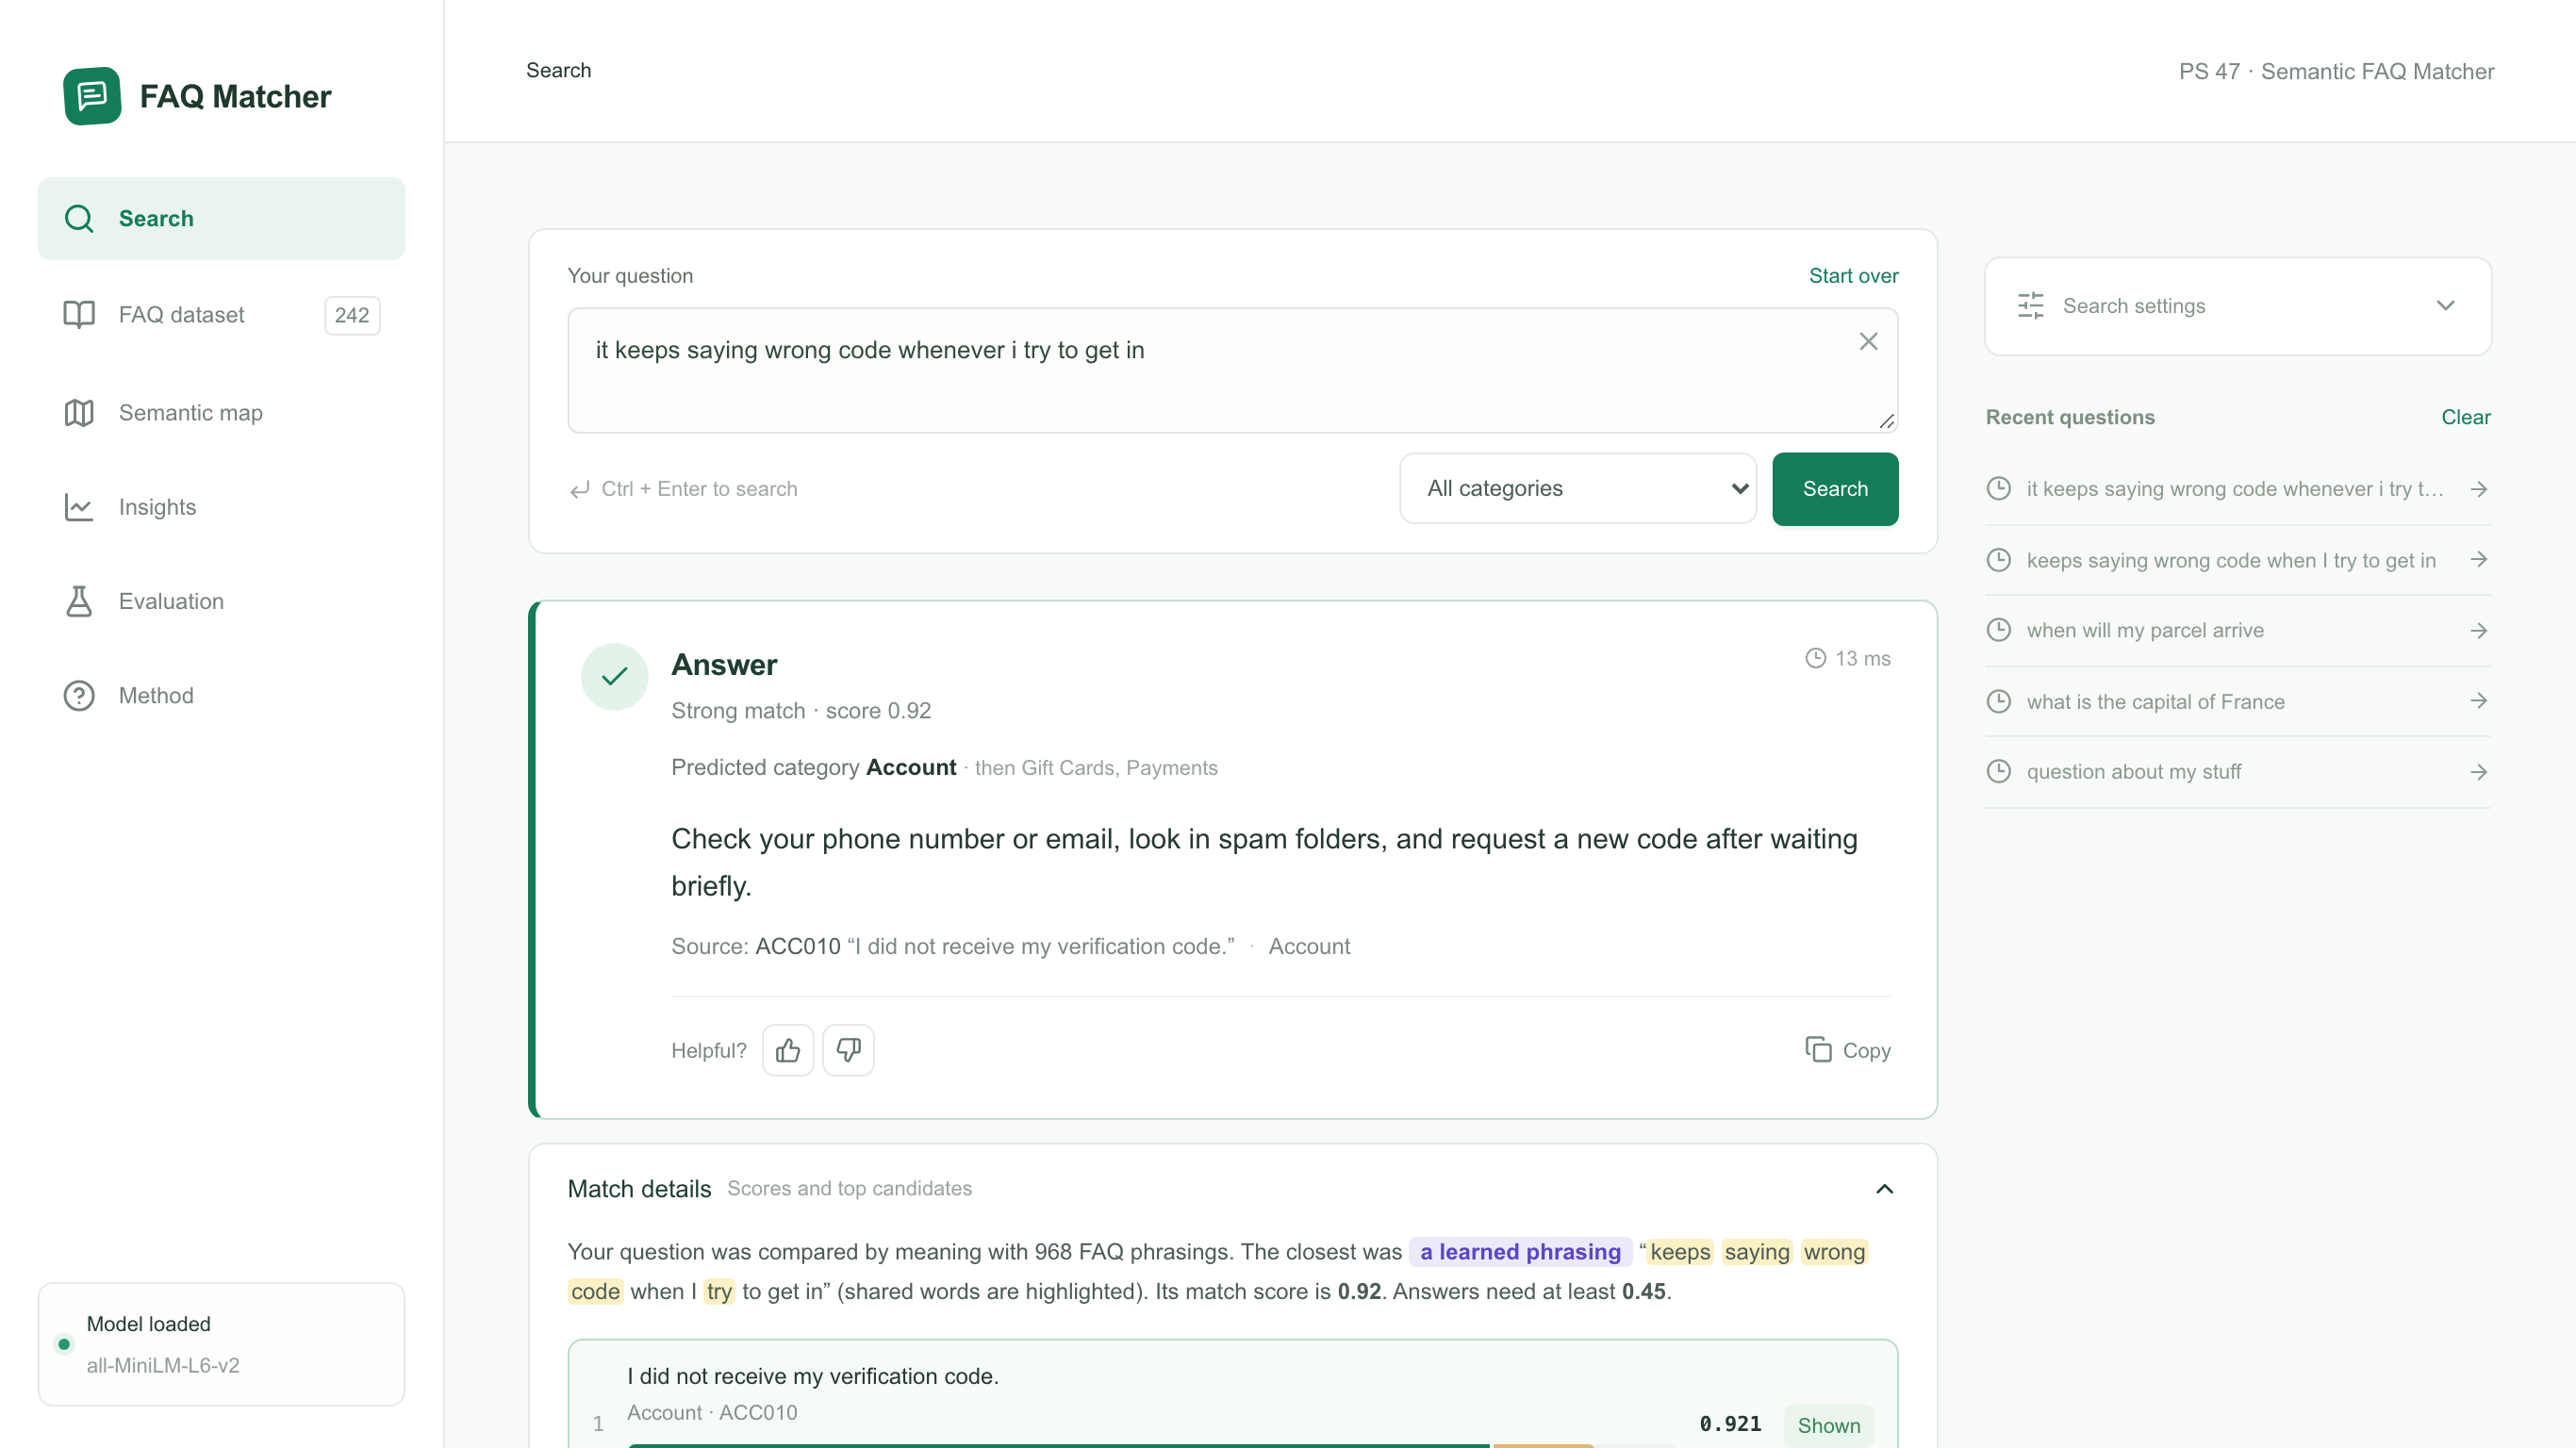 FAQ Matcher
Search
FAQ dataset 242
Semantic map
Insights
Evaluation
Method
Model loaded
all-MiniLM-L6-v2
Search
PS 47 · Semantic FAQ Matcher
Your question Start over
it keeps saying wrong code whenever i try to get in
Ctrl + Enter to search All categories Search
Answer 13 ms
Strong match · score 0.92
Predicted category Account · then Gift Cards, Payments
Check your phone number or email, look in spam folders, and request a new code after waiting
briefly.
Source: ACC010 “I did not receive my verification code.” · Account
Helpful? Copy
Match details Scores and top candidates
Your question was compared by meaning with 968 FAQ phrasings. The closest was a learned phrasing “keeps saying wrong
code when I try to get in” (shared words are highlighted). Its match score is 0.92. Answers need at least 0.45.
I did not receive my verification code.
Account · ACC010
1 0.921 Shown
Search settings
Recent questions Clear
it keeps saying wrong code whenever i try t…
keeps saying wrong code when I try to get in
when will my parcel arrive
what is the capital of France
question about my stuff